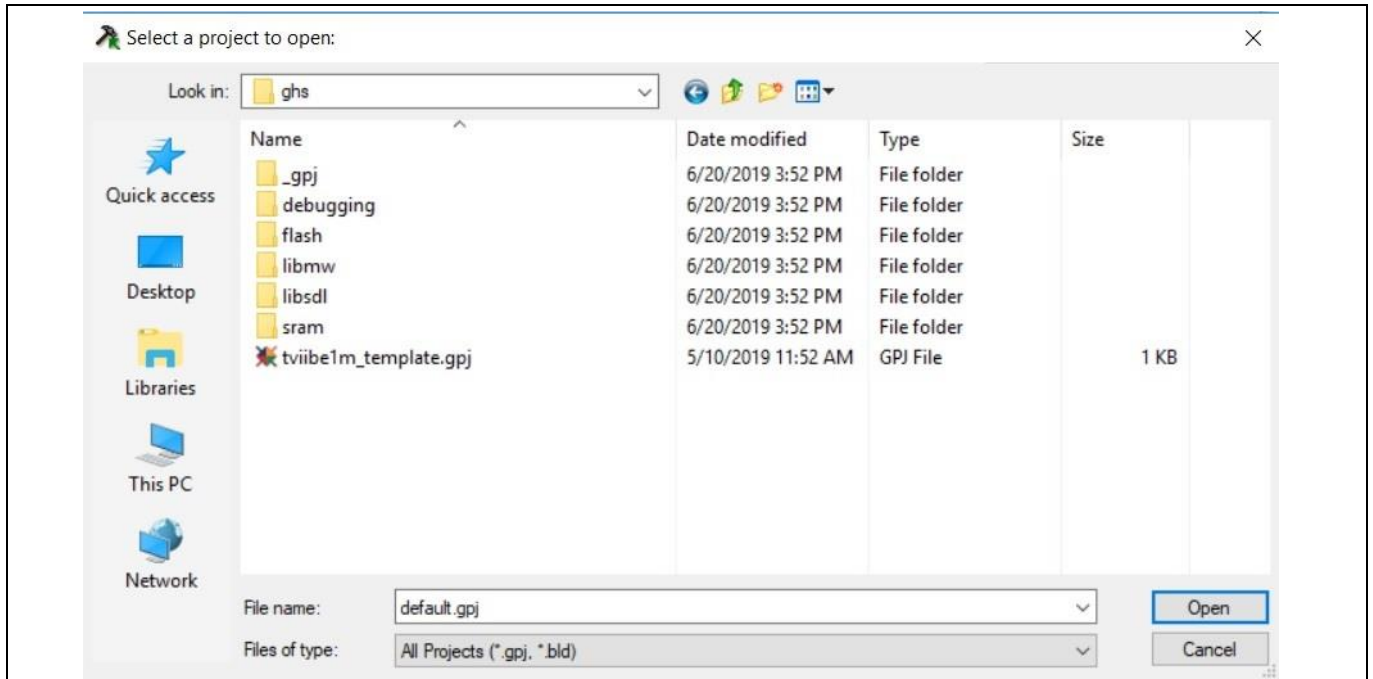 Select a project to open:
Look in: ghs
Name Date modified Type Size
_gpj 6/20/2019 3:52 PM File folder
debugging 6/20/2019 3:52 PM File folder
flash 6/20/2019 3:52 PM File folder
libmw 6/20/2019 3:52 PM File folder
libsdl 6/20/2019 3:52 PM File folder
sram 6/20/2019 3:52 PM File folder
tviibe1m_template.gpj 5/10/2019 11:52 AM GPJ File 1 KB
Quick access
Desktop
Libraries
This PC
Network
File name: default.gpj Open
Files of type: All Projects (*.gpj, *.bld) Cancel